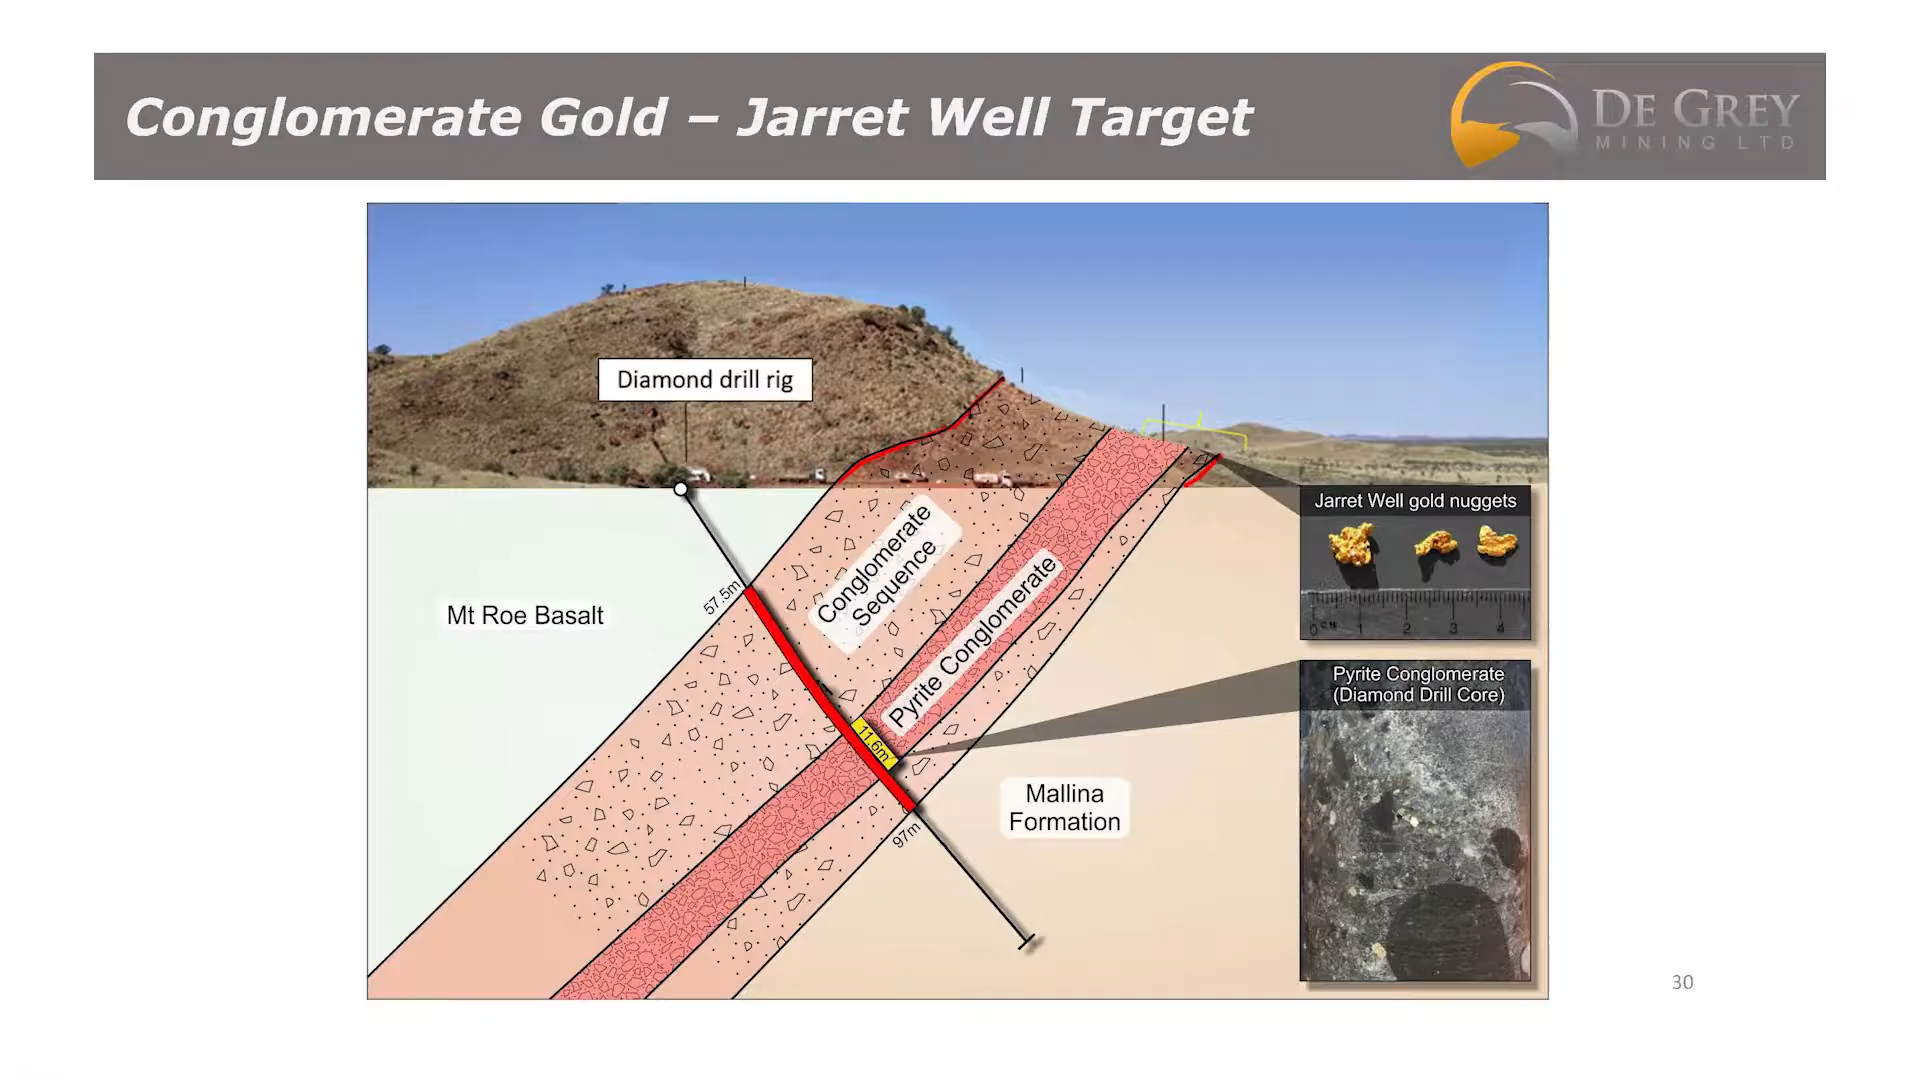 Conglomerate Gold – Jarret Well Target
DE GREY
MINING LTD
Diamond drill rig
Jarret Well gold nuggets
0 CM 1 2 3 4
Conglomerate
Sequence
57.5m
Mt Roe Basalt
Pyrite Conglomerate
11.6m
Pyrite Conglomerate
(Diamond Drill Core)
Mallina
Formation
97m
30